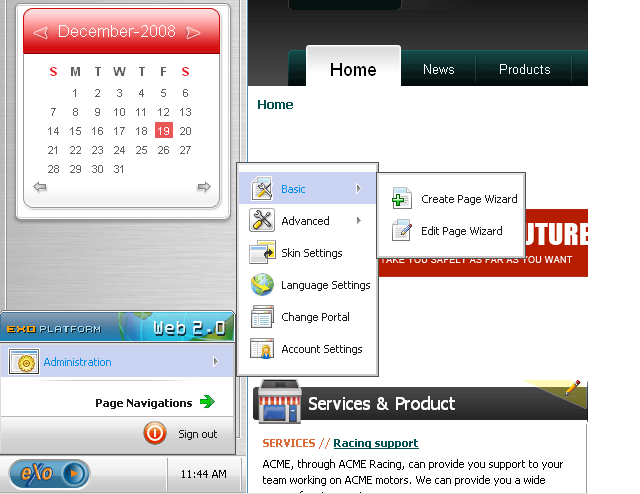 December-2008
S M T W T F S
1 2 3 4 5 6
7 8 9 10 11 12 13
14 15 16 17 18 19 20
21 22 23 24 25 26 27
28 29 30 31
Home News Products
Home
Basic
Advanced
Skin Settings
Language Settings
Change Portal
Account Settings
Create Page Wizard
Edit Page Wizard
TAKE YOU SAFELY AS FAR AS YOU WANT
EXO PLATFORM Web 2.0
Administration
Page Navigations
Sign out
eXo
11:44 AM
Services & Product
SERVICES // Racing support
ACME, through ACME Racing, can provide you support to your
team working on ACME motors. We can provide you a wide